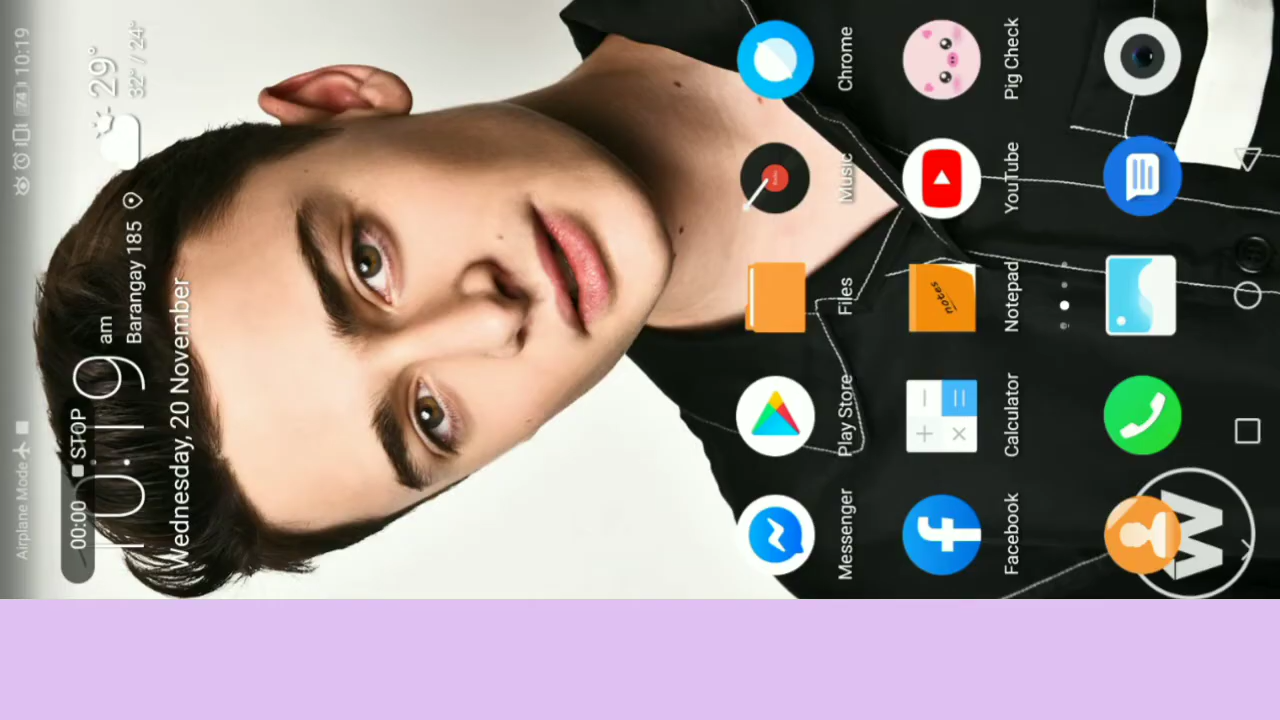 Airplane Mode 74 10:19
00:00 STOP
10:19 am
29°
32° / 24°
Barangay 185
Wednesday, 20 November
Messenger Play Store Files Music Chrome
Facebook Calculator notes Notepad YouTube Pig Check
W